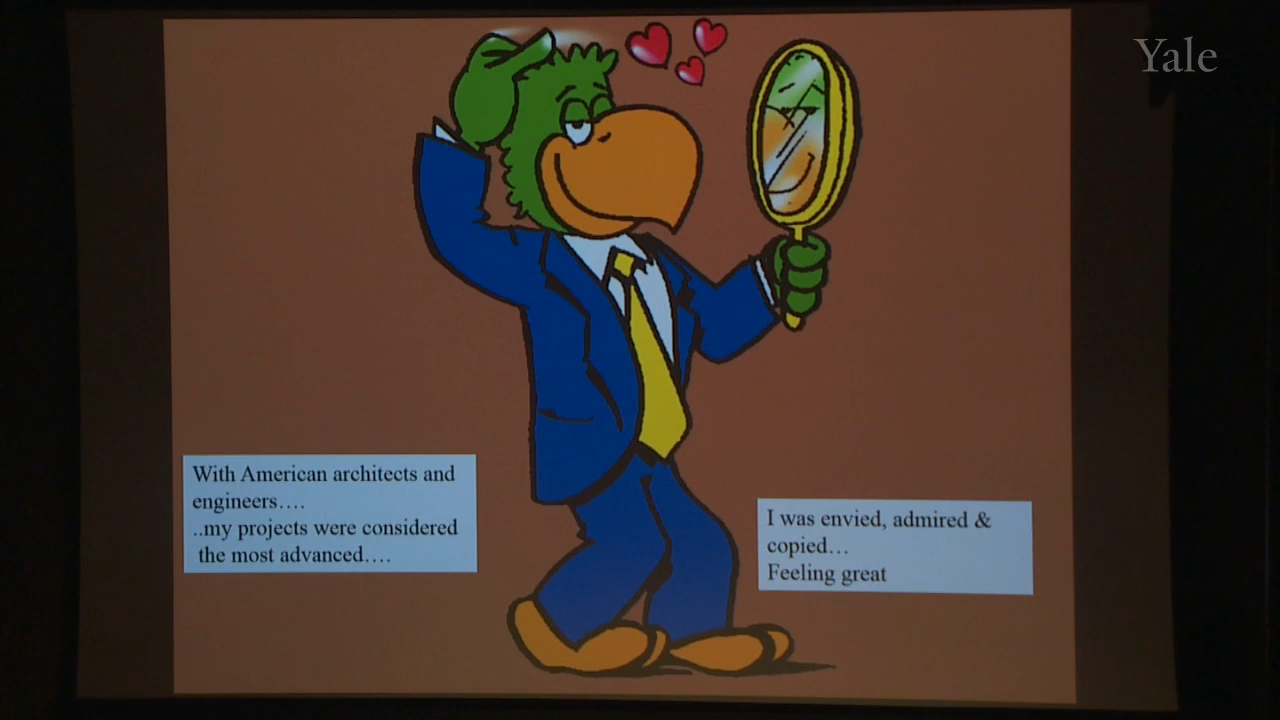 Yale
With American architects and
engineers....
..my projects were considered
the most advanced....
I was envied, admired &
copied...
Feeling great